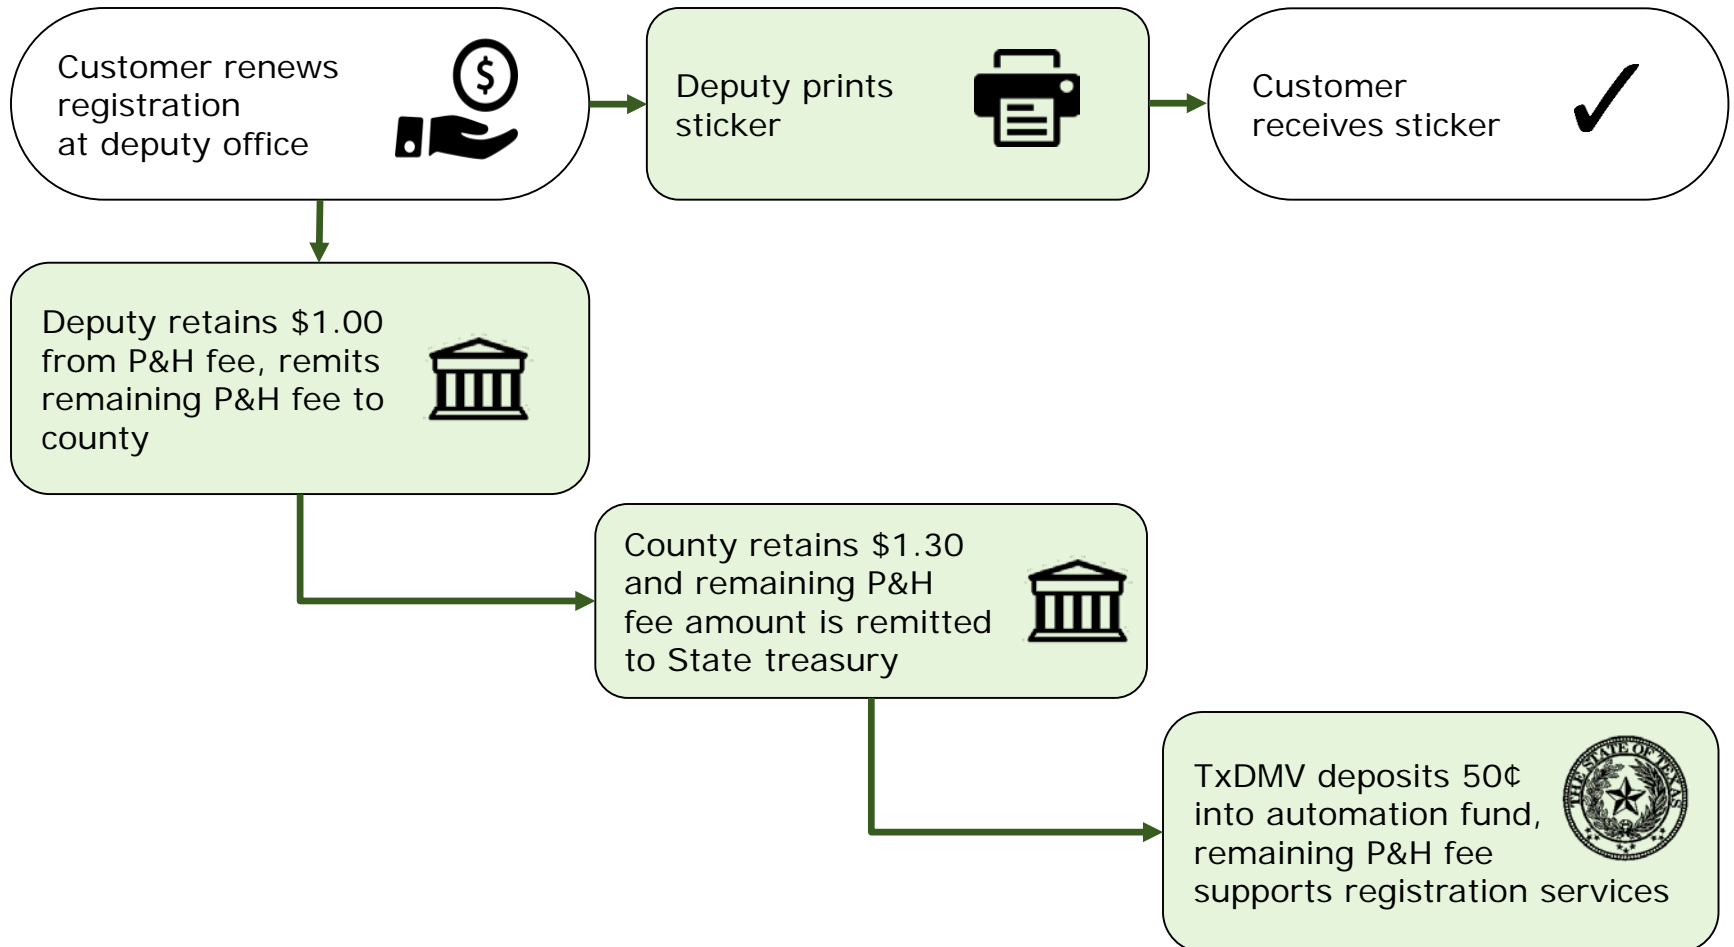 Customer renews
registration
at deputy office
$
Deputy prints
sticker
Customer
receives sticker
Deputy retains $1.00
from P&H fee, remits
remaining P&H fee to
county
County retains $1.30
and remaining P&H
fee amount is remitted
to State treasury
TxDMV deposits 50¢
into automation fund,
remaining P&H fee
supports registration services
THE STATE OF TEXAS